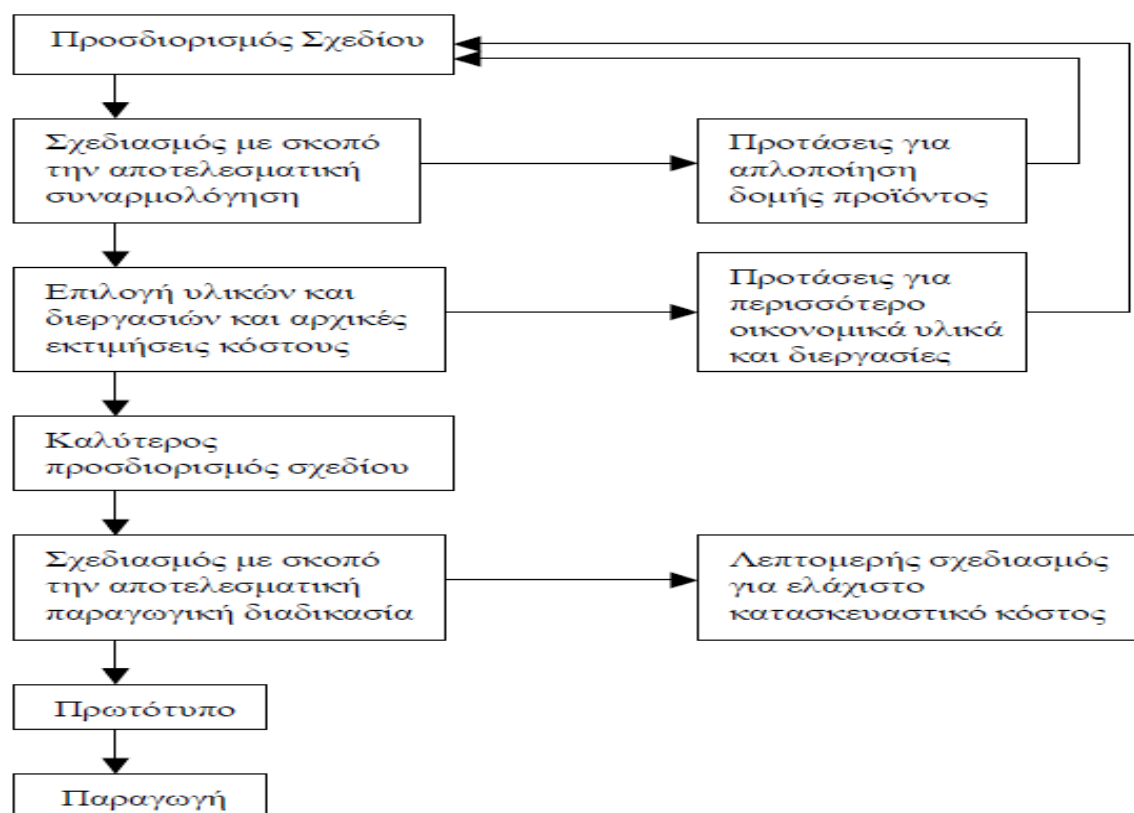 Προσδιορισμός Σχεδίου
Σχεδιασμός με σκοπό
την αποτελεσματική
συναρμολόγηση
Προτάσεις για
απλοποίηση
δομής προϊόντος
Επιλογή υλικών και
διεργασιών και αρχικές
εκτιμήσεις κόστους
Προτάσεις για
περισσότερο
οικονομικά υλικά
και διεργασίες
Καλύτερος
προσδιορισμός σχεδίου
Σχεδιασμός με σκοπό
την αποτελεσματική
παραγωγική διαδικασία
Λεπτομερής σχεδιασμός
για ελάχιστο
κατασκευαστικό κόστος
Πρωτότυπο
Παραγωγή